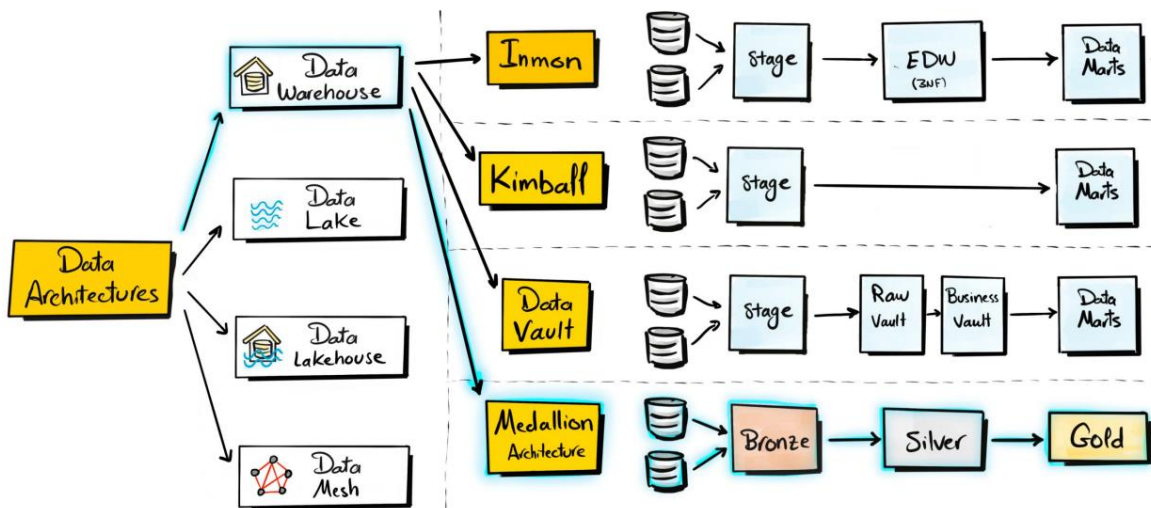 Data
Architectures
Data
Warehouse
Data
Lake
Data
Lakehouse
Data
Mesh
Inmon
Stage
EDW
(3NF)
Data
Marts
Kimball
Stage
Data
Marts
Data
Vault
Stage
Raw
Vault
Business
Vault
Data
Marts
Medallion
Architecture
Bronze
Silver
Gold